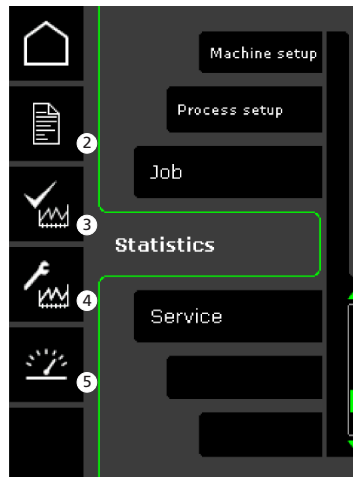 Machine setup
Process setup
2
Job
3
Statistics
4
Service
5